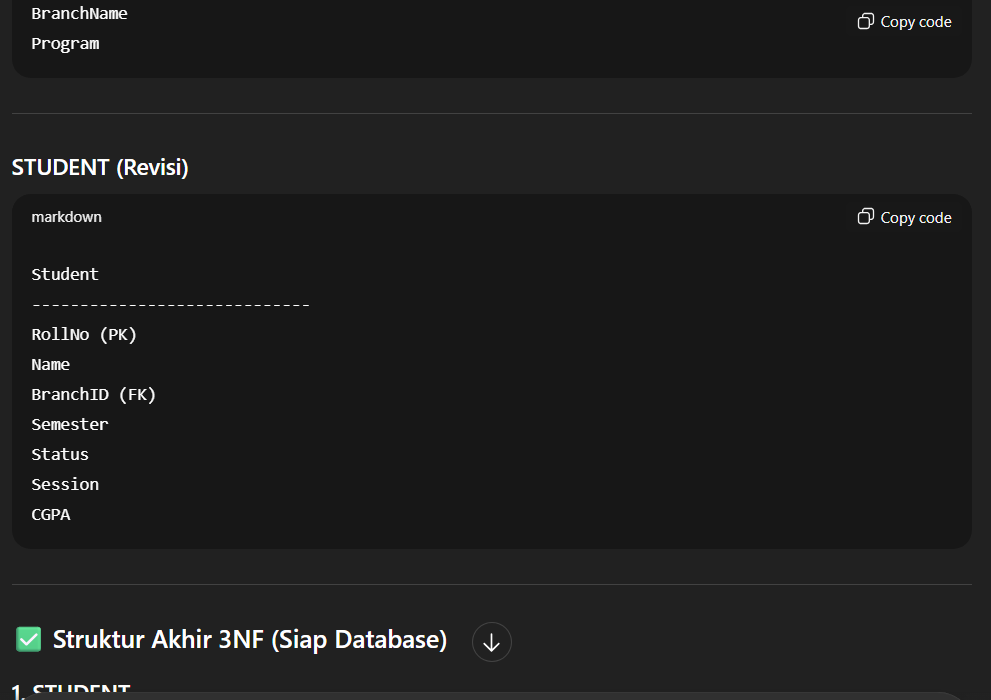 BranchName
Copy code
Program
STUDENT (Revisi)
markdown
Copy code
Student
-----------------------------
RollNo (PK)
Name
BranchID (FK)
Semester
Status
Session
CGPA
Struktur Akhir 3NF (Siap Database)
1. STUDENT